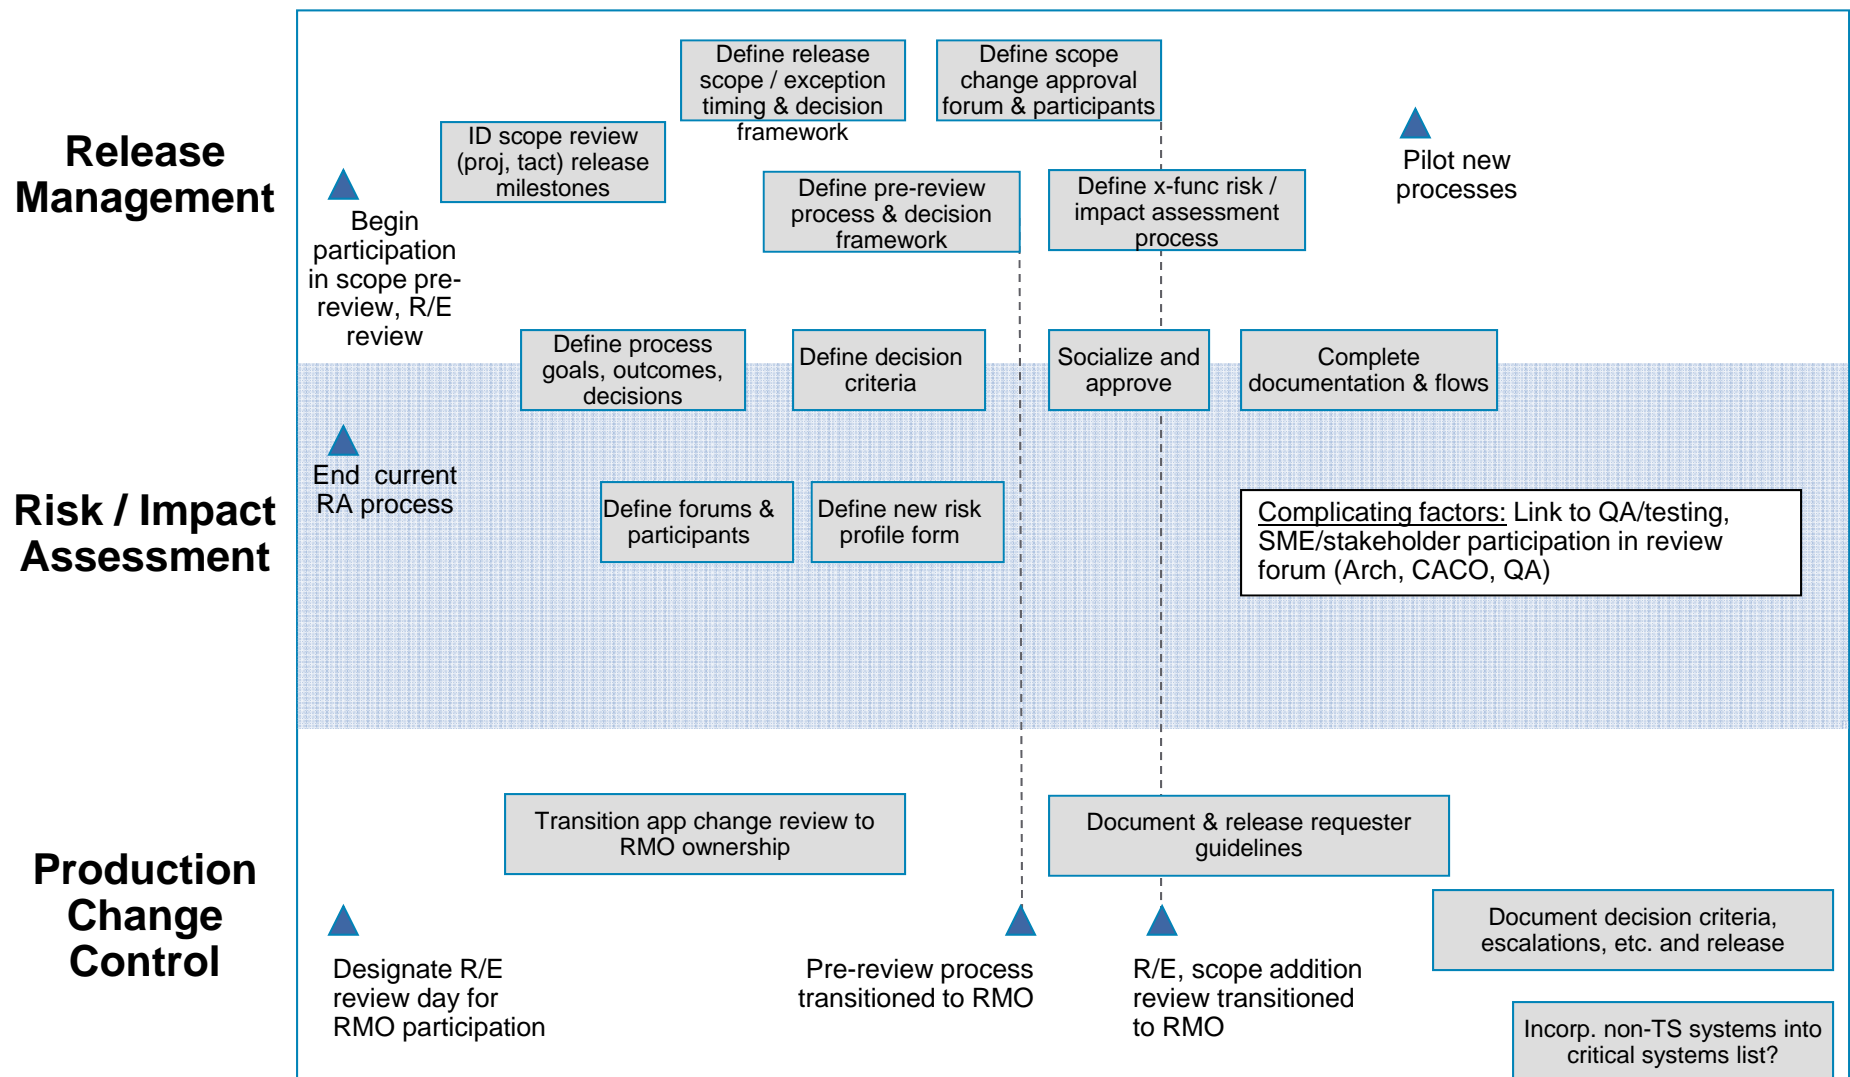 Release
Management
Begin
participation
in scope pre-
review, R/E
review
ID scope review
(proj, tact) release
milestones
Define release
scope / exception
timing & decision
framework
Define scope
change approval
forum & participants
Define pre-review
process & decision
framework
Define x-func risk /
impact assessment
process
Pilot new
processes
Risk / Impact
Assessment
Define process
goals, outcomes,
decisions
Define decision
criteria
Socialize and
approve
Complete
documentation & flows
End current
RA process
Define forums &
participants
Define new risk
profile form
Complicating factors: Link to QA/testing,
SME/stakeholder participation in review
forum (Arch, CACO, QA)
Production
Change
Control
Transition app change review to
RMO ownership
Document & release requester
guidelines
Document decision criteria,
escalations, etc. and release
Designate R/E
review day for
RMO participation
Pre-review process
transitioned to RMO
R/E, scope addition
review transitioned
to RMO
Incorp. non-TS systems into
critical systems list?